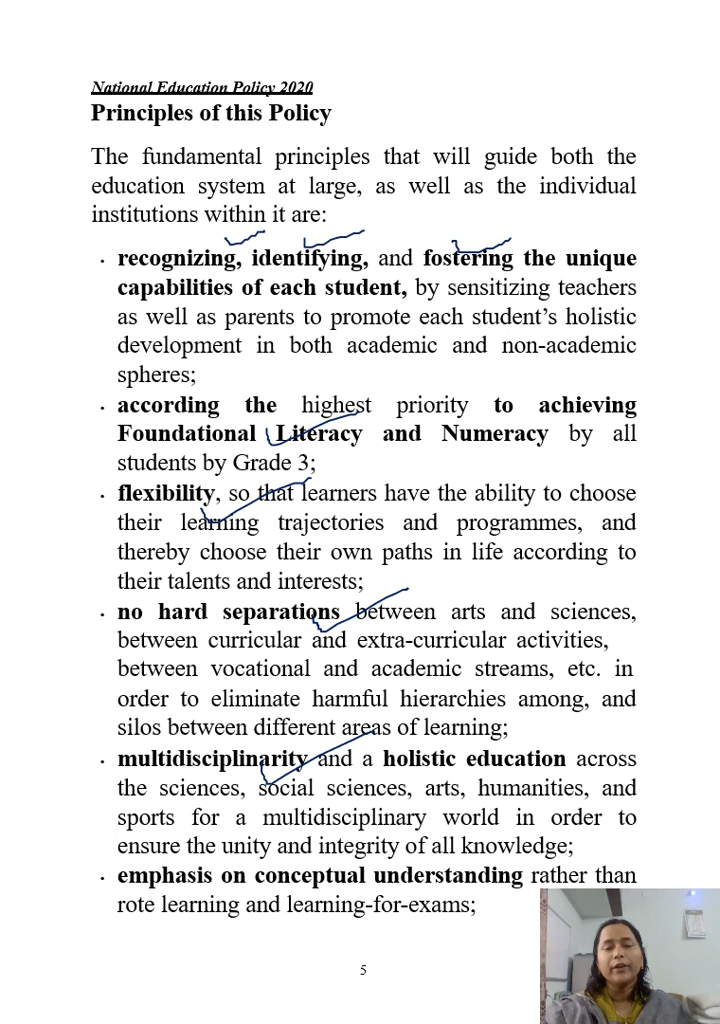 National Education Policy 2020
Principles of this Policy
The fundamental principles that will guide both the
education system at large, as well as the individual
institutions within it are:
· recognizing, identifying, and fostering the unique
capabilities of each student, by sensitizing teachers
as well as parents to promote each student’s holistic
development in both academic and non-academic
spheres;
· according the highest priority to achieving
Foundational Literacy and Numeracy by all
students by Grade 3;
· flexibility, so that learners have the ability to choose
their learning trajectories and programmes, and
thereby choose their own paths in life according to
their talents and interests;
· no hard separations between arts and sciences,
between curricular and extra-curricular activities,
between vocational and academic streams, etc. in
order to eliminate harmful hierarchies among, and
silos between different areas of learning;
· multidisciplinarity and a holistic education across
the sciences, social sciences, arts, humanities, and
sports for a multidisciplinary world in order to
ensure the unity and integrity of all knowledge;
· emphasis on conceptual understanding rather than
rote learning and learning-for-exams;
5